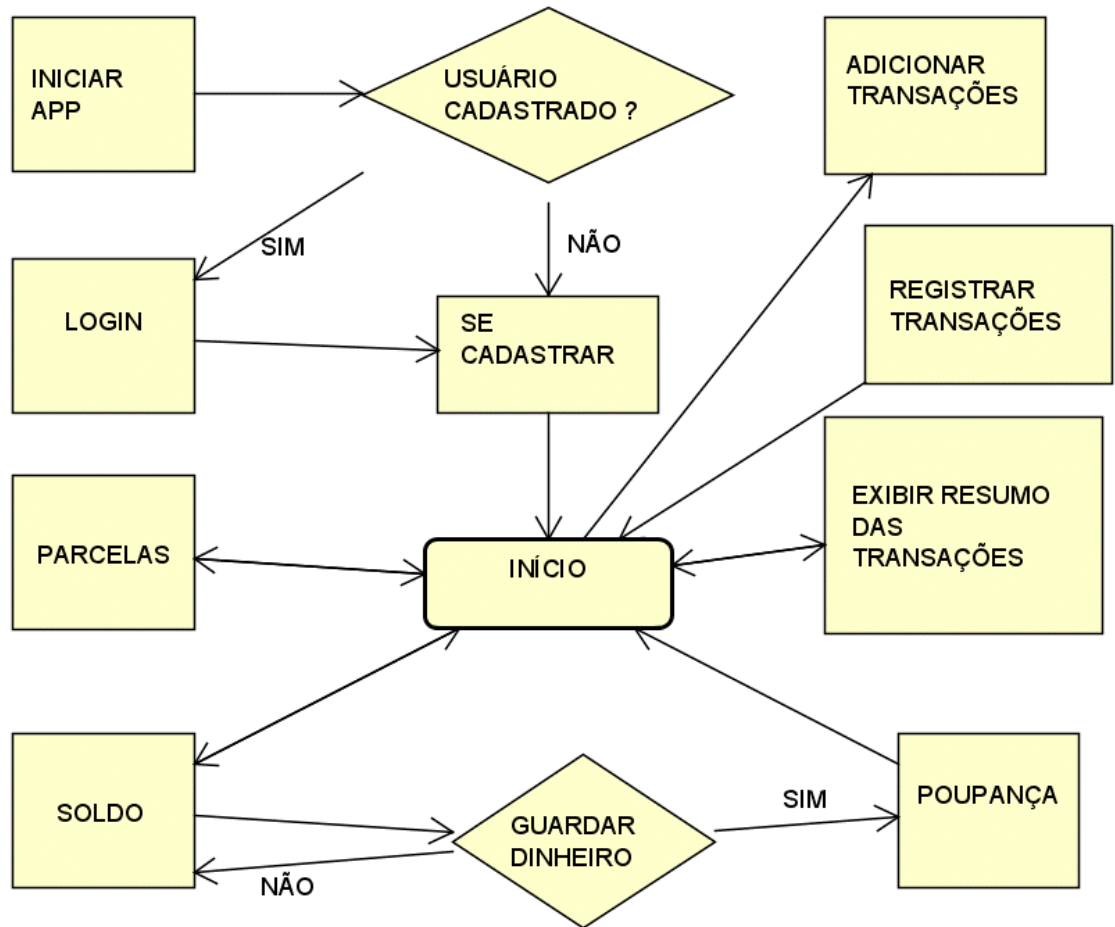 INICIAR
APP
USUÁRIO
CADASTRADO ?
ADICIONAR
TRANSAÇÕES
SIM
NÃO
REGISTRAR
TRANSAÇÕES
LOGIN
SE
CADASTRAR
PARCELAS
INÍCIO
EXIBIR RESUMO
DAS
TRANSAÇÕES
SOLDO
GUARDAR
DINHEIRO
SIM
POUPANÇA
NÃO